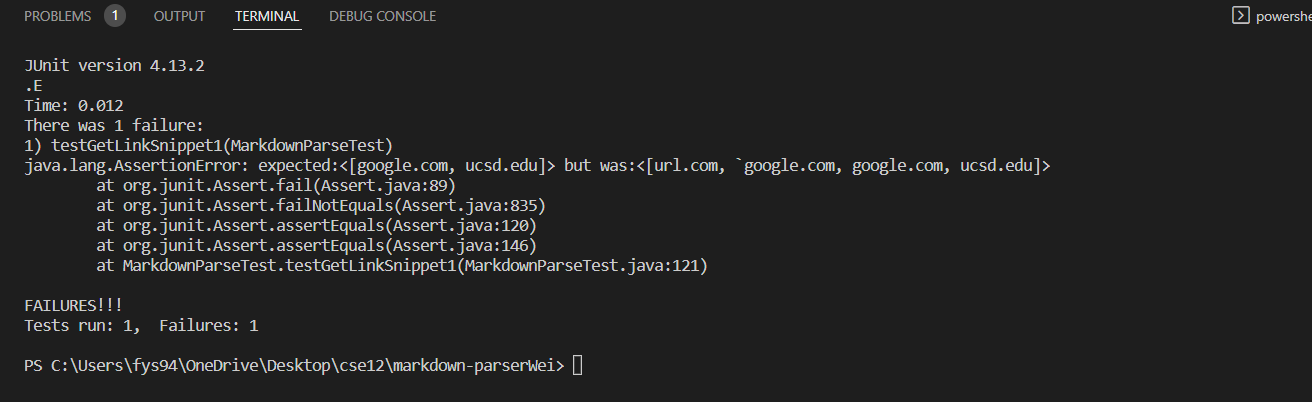 PROBLEMS 1 OUTPUT TERMINAL DEBUG CONSOLE powershe
JUnit version 4.13.2
.E
Time: 0.012
There was 1 failure:
1) testGetLinkSnippet1(MarkdownParseTest)
java.lang.AssertionError: expected:<[google.com, ucsd.edu]> but was:<[url.com, `google.com, google.com, ucsd.edu]>
at org.junit.Assert.fail(Assert.java:89)
at org.junit.Assert.failNotEquals(Assert.java:835)
at org.junit.Assert.assertEquals(Assert.java:120)
at org.junit.Assert.assertEquals(Assert.java:146)
at MarkdownParseTest.testGetLinkSnippet1(MarkdownParseTest.java:121)
FAILURES!!!
Tests run: 1,  Failures: 1
PS C:\Users\fys94\OneDrive\Desktop\cse12\markdown-parserWei>